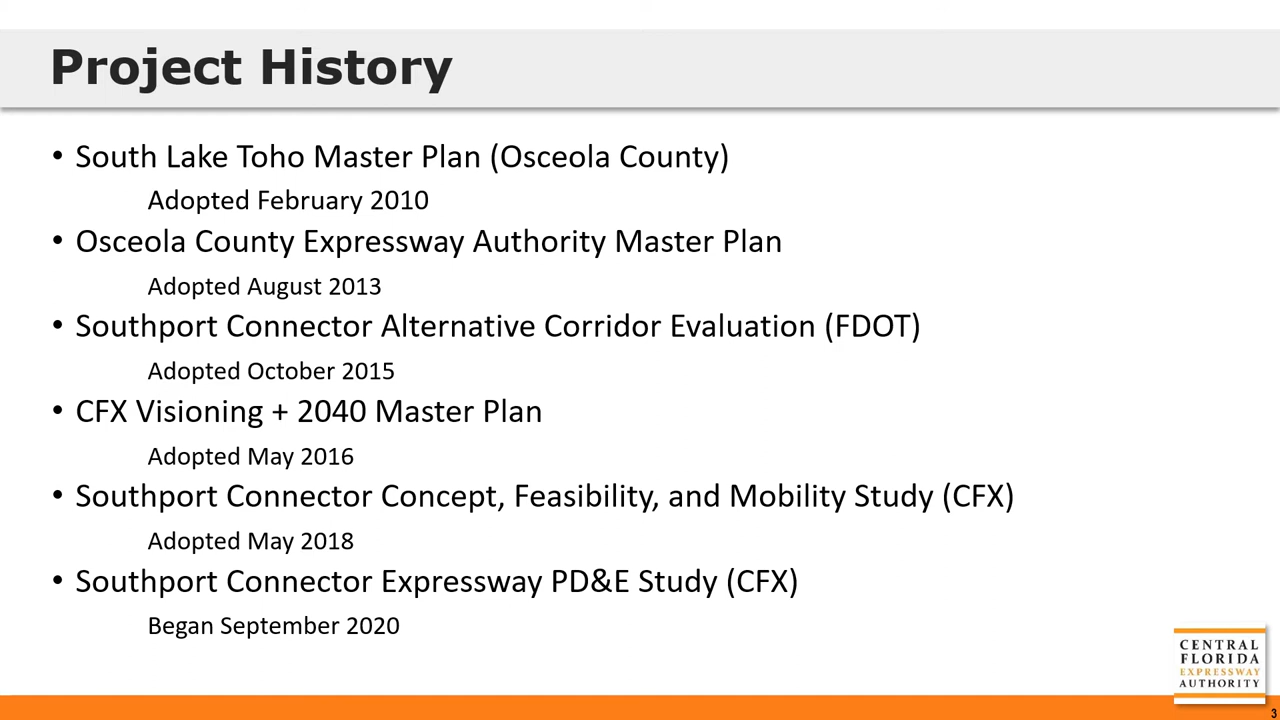 Project History
• South Lake Toho Master Plan (Osceola County)
Adopted February 2010
• Osceola County Expressway Authority Master Plan
Adopted August 2013
• Southport Connector Alternative Corridor Evaluation (FDOT)
Adopted October 2015
• CFX Visioning + 2040 Master Plan
Adopted May 2016
• Southport Connector Concept, Feasibility, and Mobility Study (CFX)
Adopted May 2018
• Southport Connector Expressway PD&E Study (CFX)
Began September 2020
CENTRAL
FLORIDA
EXPRESSWAY
AUTHORITY
3